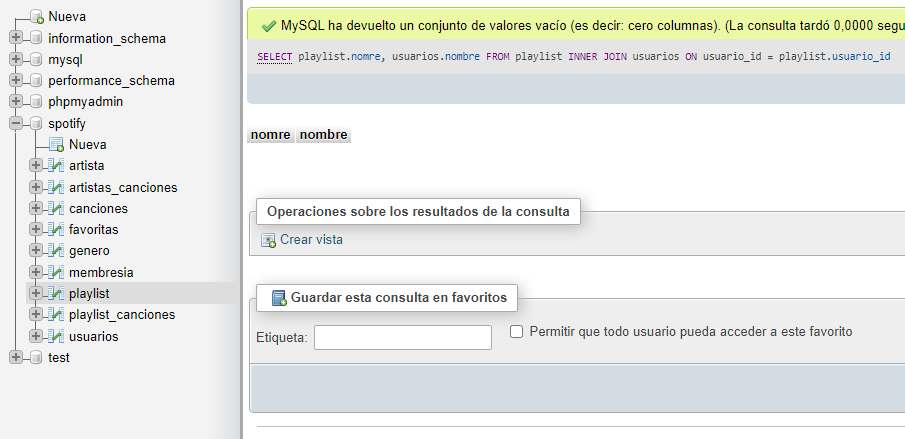 Nueva
information_schema
mysql
performance_schema
phpmyadmin
spotify
Nueva
artista
artistas_canciones
canciones
favoritas
genero
membresia
playlist
playlist_canciones
usuarios
test
MySQL ha devuelto un conjunto de valores vacío (es decir: cero columnas). (La consulta tardó 0,0000 segu
SELECT playlist.nomre, usuarios.nombre FROM playlist INNER JOIN usuarios ON usuario_id = playlist.usuario_id
nomre nombre
Operaciones sobre los resultados de la consulta
Crear vista
Guardar esta consulta en favoritos
Etiqueta:
Permitir que todo usuario pueda acceder a este favorito